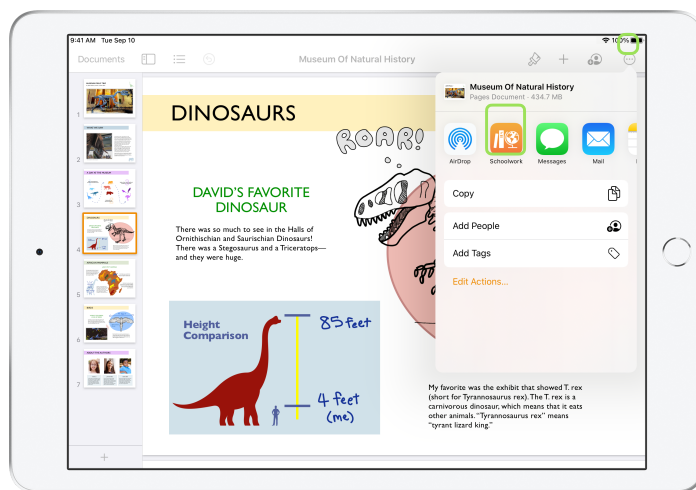 9:41 AM Tue Sep 10
100%
Documents
Museum Of Natural History
Museum Of Natural History
Pages Document · 434.7 MB
AirDrop
Schoolwork
Messages
Mail
Copy
Add People
Add Tags
Edit Actions...
1
2
3
4
5
6
7
DINOSAURS
ROAR!
DAVID'S FAVORITE
DINOSAUR
There was so much to see in the Halls of
Ornithischian and Saurischian Dinosaurs!
There was a Stegosaurus and a Triceratops—
and they were huge.
Height
Comparison
85 feet
4 feet
(me)
My favorite was the exhibit that showed T. rex
(short for Tyrannosaurus rex). The T. rex is a
carnivorous dinosaur, which means that it eats
other animals. “Tyrannosaurus rex” means
“tyrant lizard king.”